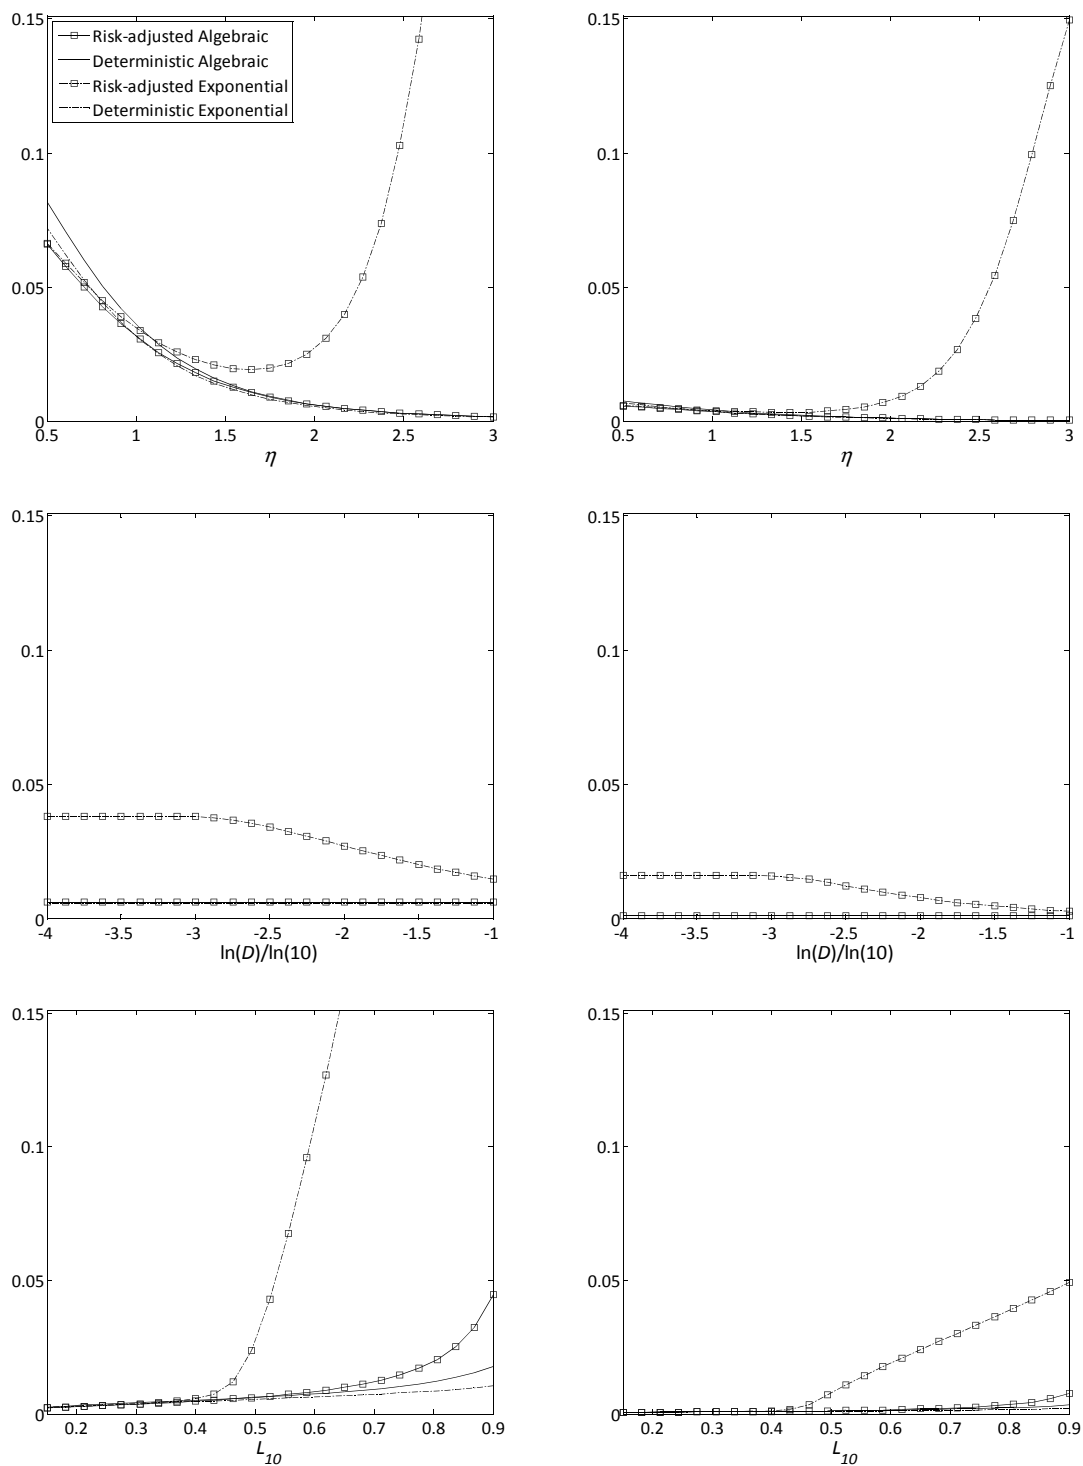 0.15
Risk-adjusted Algebraic
Deterministic Algebraic
Risk-adjusted Exponential
Deterministic Exponential
0.1
0.05
0
0.5 1 1.5 2 2.5 3
η
0.15
0.1
0.05
0
0.5 1 1.5 2 2.5 3
η
0.15
0.1
0.05
0
-4 -3.5 -3 -2.5 -2 -1.5 -1
ln(D)/ln(10)
0.15
0.1
0.05
0
-4 -3.5 -3 -2.5 -2 -1.5 -1
ln(D)/ln(10)
0.15
0.1
0.05
0
0.2 0.3 0.4 0.5 0.6 0.7 0.8 0.9
L10
0.15
0.1
0.05
0
0.2 0.3 0.4 0.5 0.6 0.7 0.8 0.9
L10